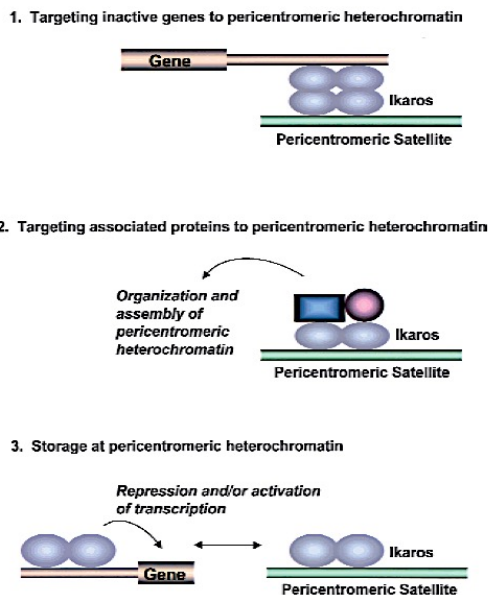 1. Targeting inactive genes to pericentromeric heterochromatin
Gene
Ikaros
Pericentromeric Satellite
2. Targeting associated proteins to pericentromeric heterochromatin
Organization and
assembly of
pericentromeric
heterochromatin
Ikaros
Pericentromeric Satellite
3. Storage at pericentromeric heterochromatin
Repression and/or activation
of transcription
Ikaros
Gene
Pericentromeric Satellite